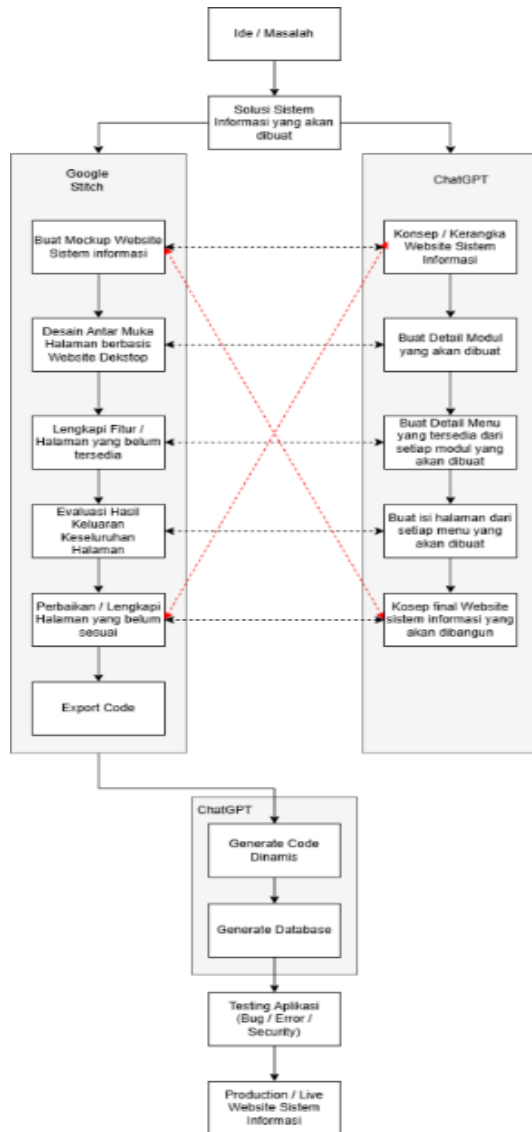 Ide / Masalah
Solusi Sistem
Informasi yang akan
dibuat
Google
Stitch
Buat Mockup Website
Sistem informasi
Desain Antar Muka
Halaman berbasis
Website Dekstop
Lengkapi Fitur /
Halaman yang belum
tersedia
Evaluasi Hasil
Keluaran
Keseluruhan
Halaman
Perbaikan / Lengkapi
Halaman yang belum
sesuai
Export Code
ChatGPT
Konsep / Kerangka
Website Sistem
Informasi
Buat Detail Modul
yang akan dibuat
Buat Detail Menu
yang tersedia dari
setiap modul yang
akan dibuat
Buat isi halaman dari
setiap menu yang
akan dibuat
Kosep final Website
sistem informasi yang
akan dibangun
ChatGPT
Generate Code
Dinamis
Generate Database
Testing Aplikasi
(Bug / Error /
Security)
Production / Live
Website Sistem
Informasi